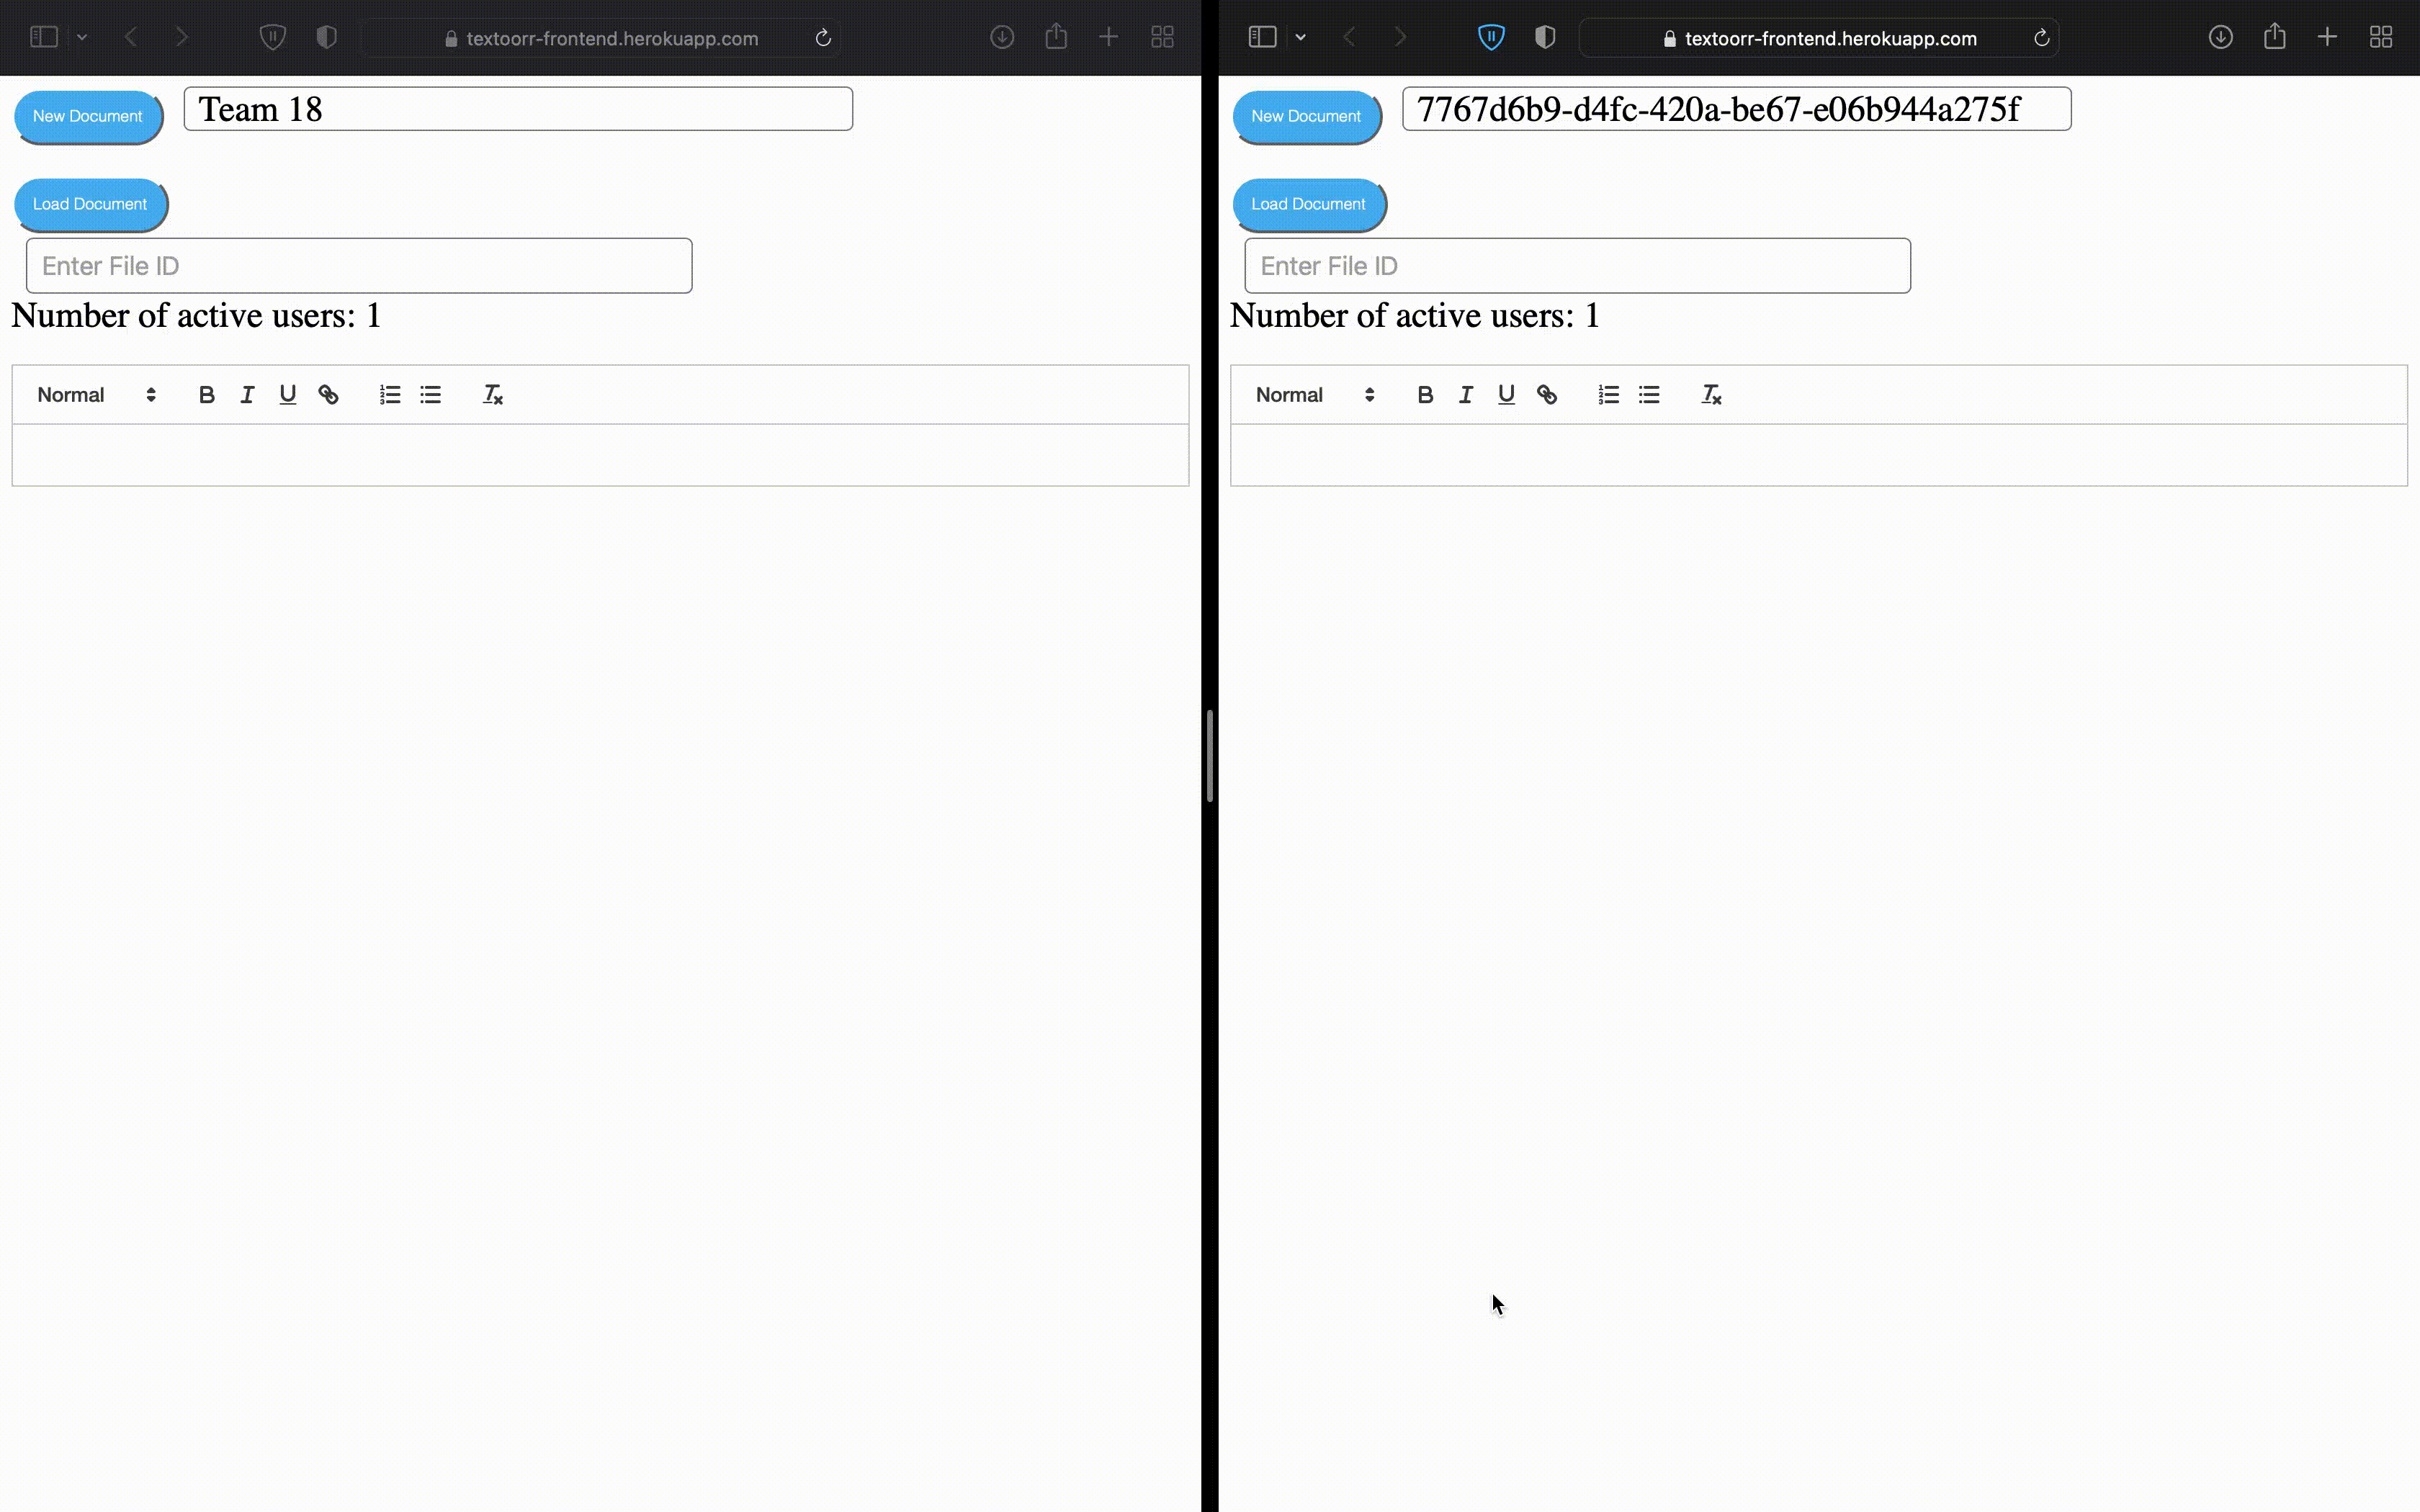 textoorr-frontend.herokuapp.com
New Document
Team 18
Load Document
Enter File ID
Number of active users: 1
Normal B I U
textoorr-frontend.herokuapp.com
New Document
7767d6b9-d4fc-420a-be67-e06b944a275f
Load Document
Enter File ID
Number of active users: 1
Normal B I U